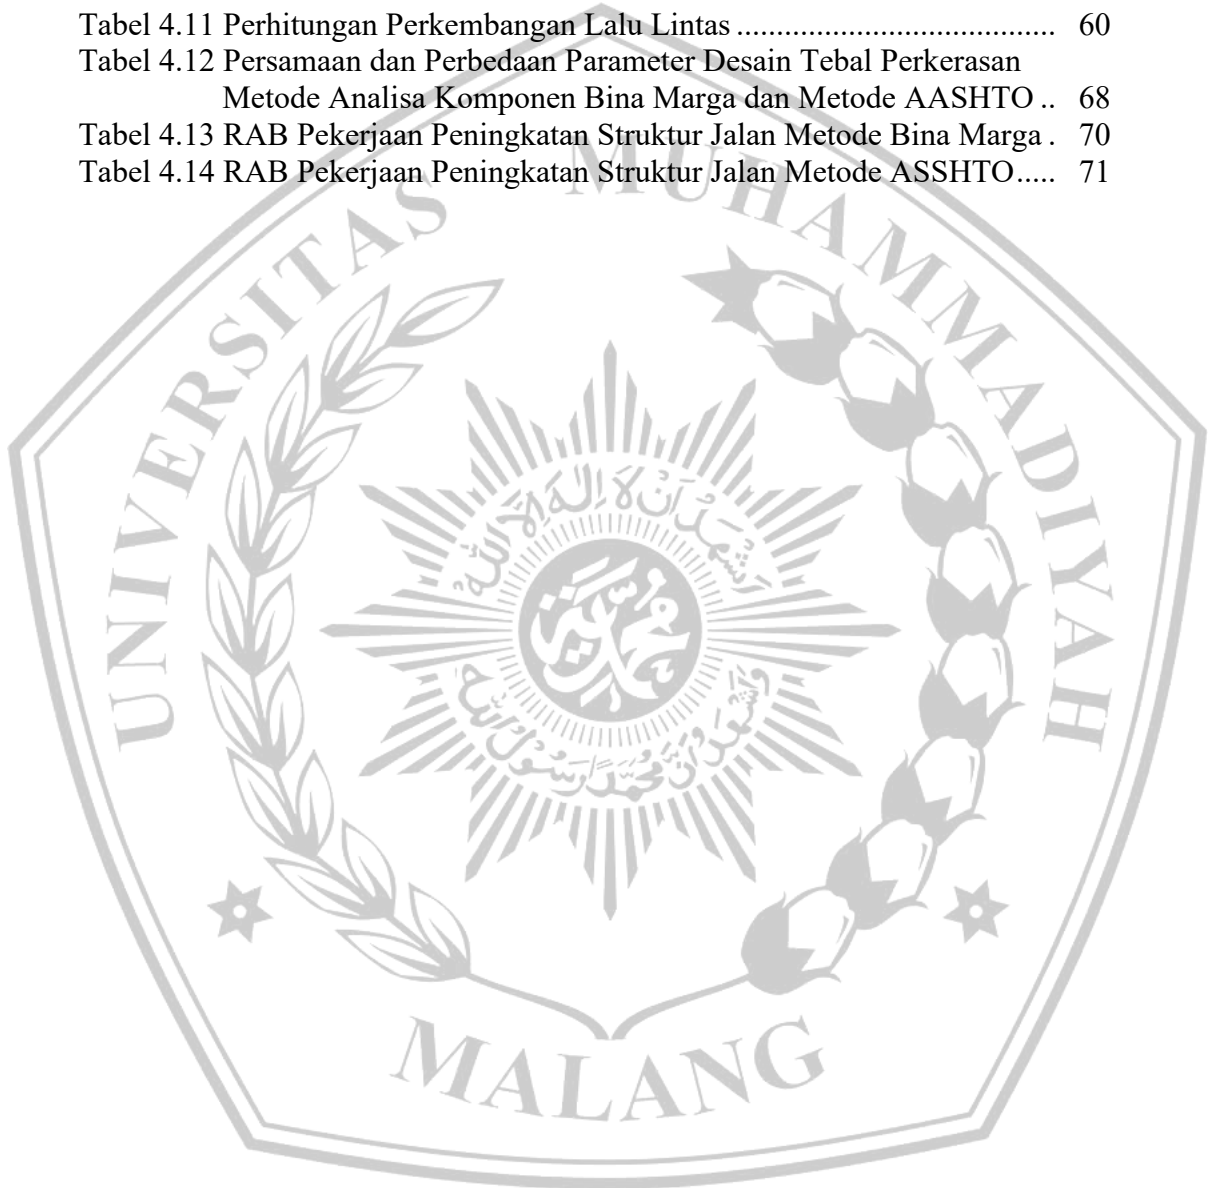 Tabel 4.11 Perhitungan Perkembangan Lalu Lintas ........................................ 60
Tabel 4.12 Persamaan dan Perbedaan Parameter Desain Tebal Perkerasan
Metode Analisa Komponen Bina Marga dan Metode AASHTO .. 68
Tabel 4.13 RAB Pekerjaan Peningkatan Struktur Jalan Metode Bina Marga . 70
Tabel 4.14 RAB Pekerjaan Peningkatan Struktur Jalan Metode ASSHTO..... 71
UNIVERSITAS MUHAMMADIYAH
MALANG